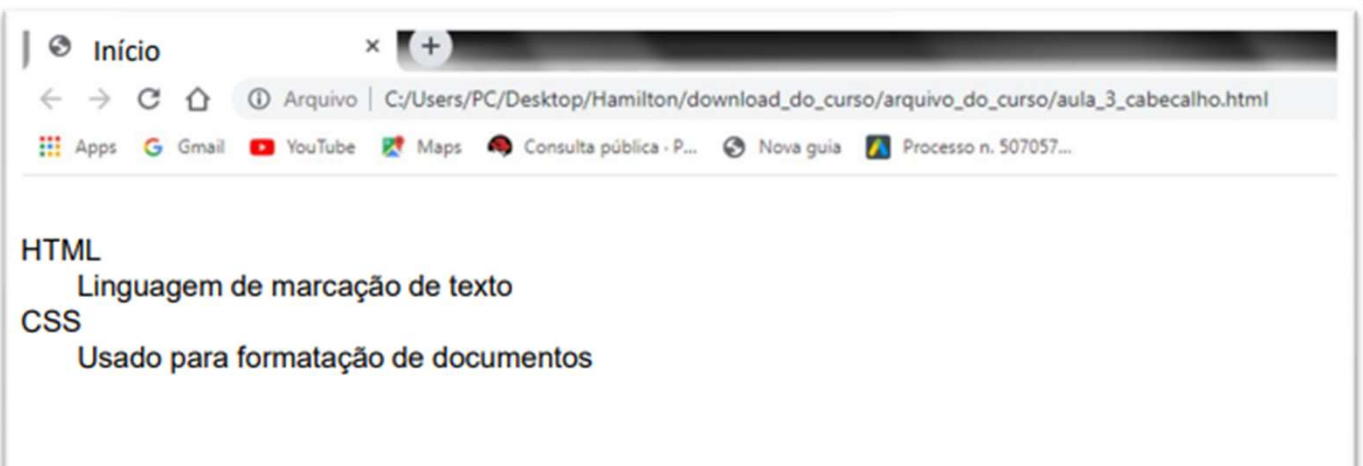 Início
Arquivo | C:/Users/PC/Desktop/Hamilton/download_do_curso/arquivo_do_curso/aula_3_cabecalho.html
Apps Gmail YouTube Maps Consulta pública - P... Nova guia Processo n. 507057...
HTML
Linguagem de marcação de texto
CSS
Usado para formatação de documentos